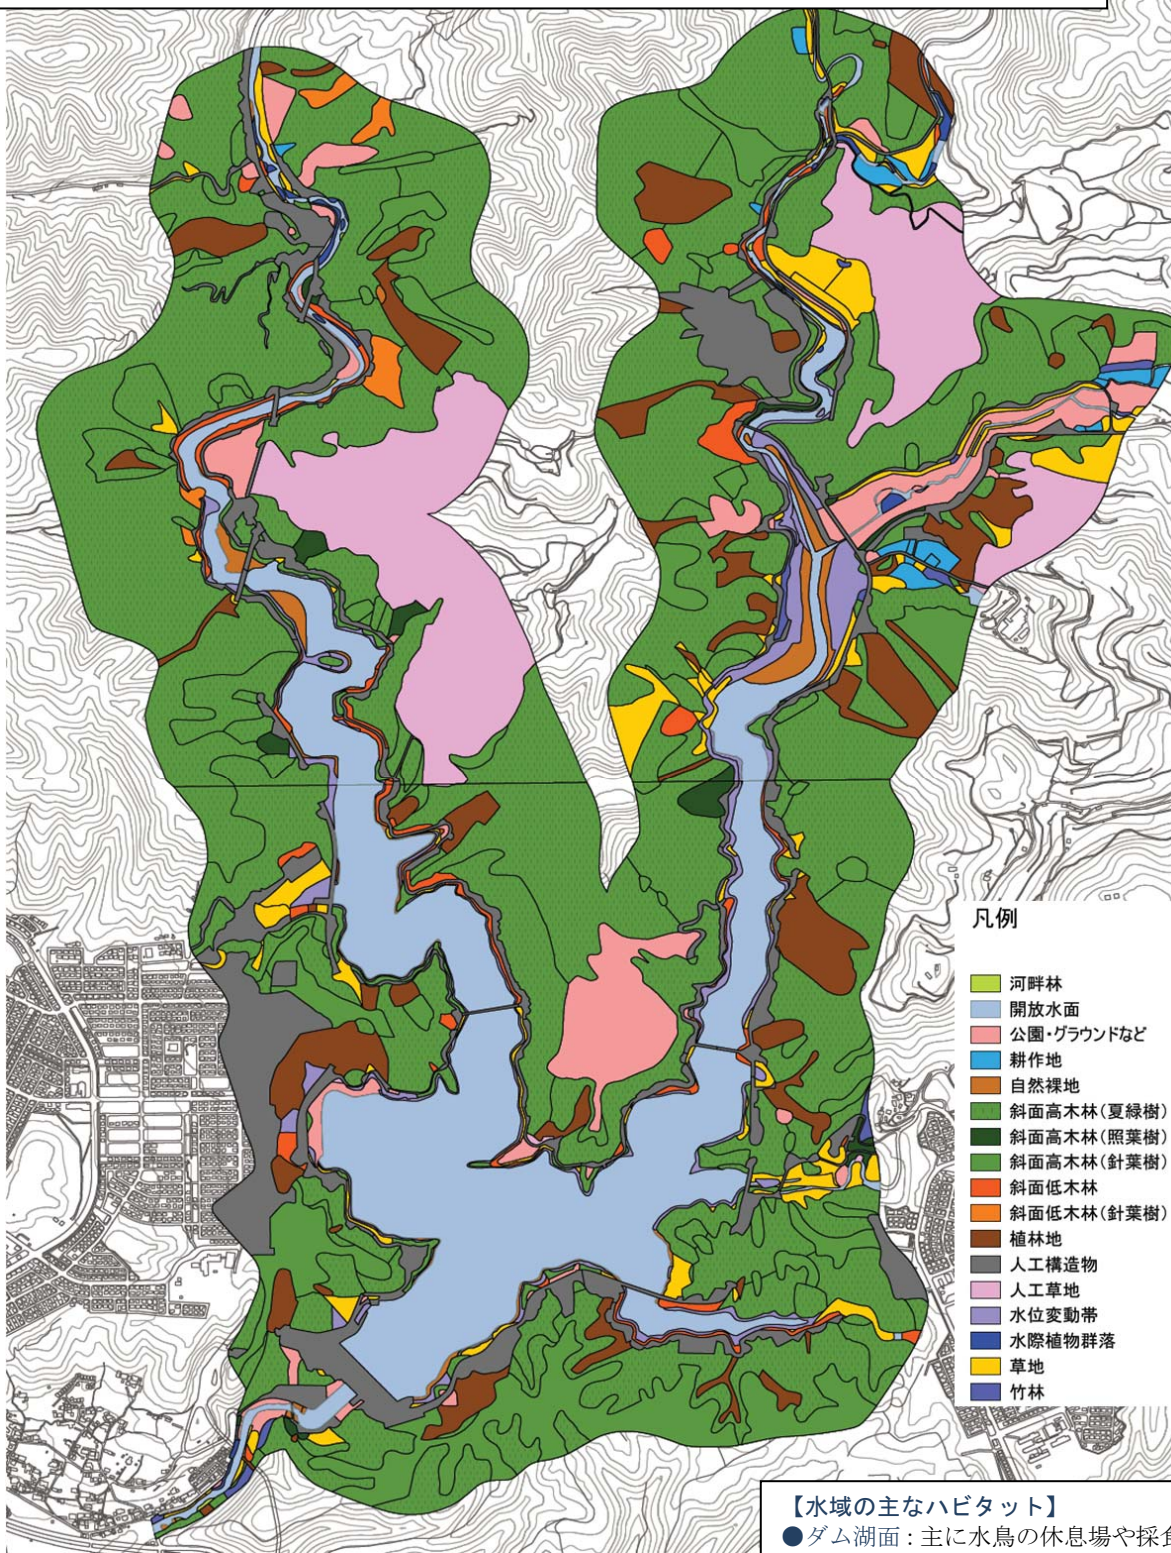 凡例
河畔林
開放水面
公園・グラウンドなど
耕作地
自然裸地
斜面高木林(夏緑樹)
斜面高木林(照葉樹)
斜面高木林(針葉樹)
斜面低木林
斜面低木林(針葉樹)
植林地
人工構造物
人工草地
水位変動帯
水際植物群落
草地
竹林
【水域の主なハビタット】
●ダム湖面：主に水鳥の休息場や採食